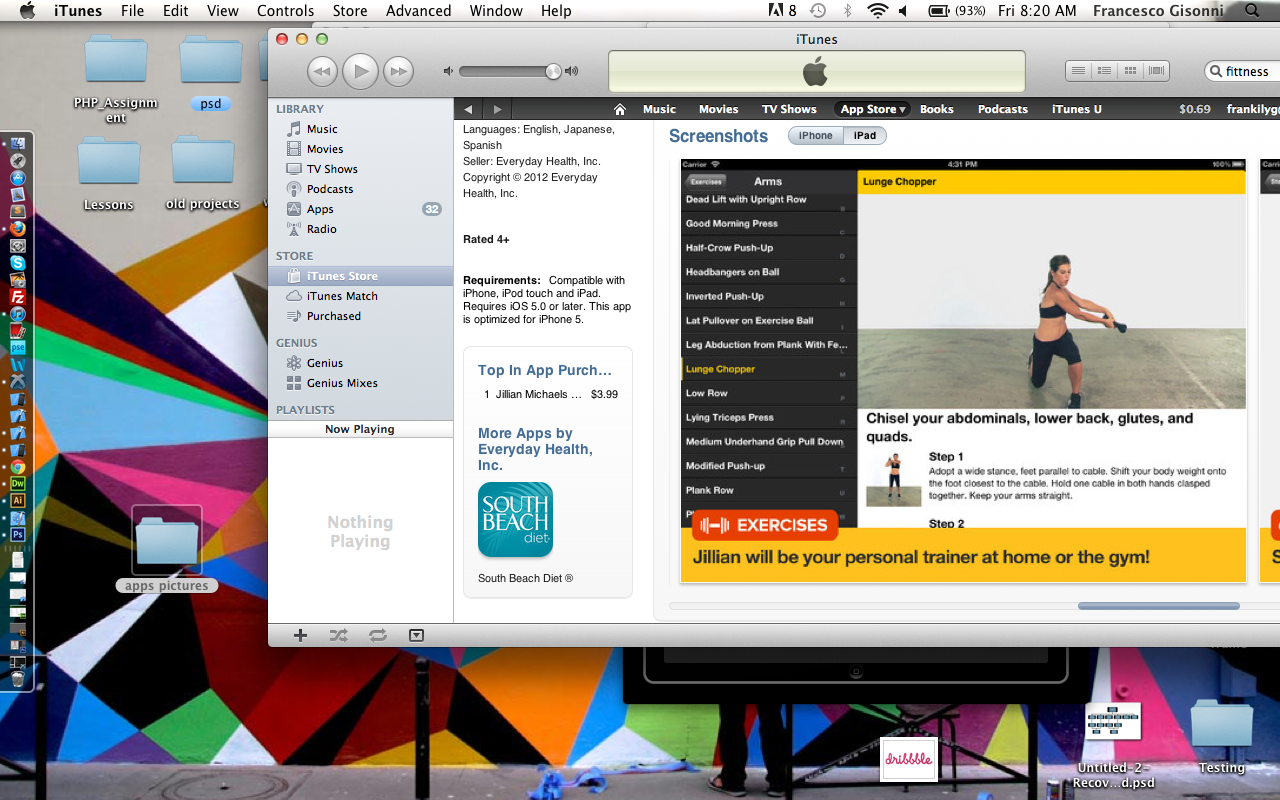 iTunes File Edit View Controls Store Advanced Window Help
8 (93%) Fri 8:20 AM Francesco Gisonni
iTunes
fittness
PHP_Assignm
ent
psd
Lessons
old projects
apps pictures
LIBRARY
Music
Movies
TV Shows
Podcasts
Apps 32
Radio
STORE
iTunes Store
iTunes Match
Purchased
GENIUS
Genius
Genius Mixes
PLAYLISTS
Now Playing
Nothing
Playing
Music Movies TV Shows App Store Books Podcasts iTunes U $0.69 frankilyg
Languages: English, Japanese,
Spanish
Seller: Everyday Health, Inc.
Copyright © 2012 Everyday
Health, Inc.
Rated 4+
Requirements: Compatible with
iPhone, iPod touch and iPad.
Requires iOS 5.0 or later. This app
is optimized for iPhone 5.
Top In App Purch...
1 Jillian Michaels ... $3.99
More Apps by
Everyday Health,
Inc.
SOUTH
BEACH
diet
South Beach Diet ®
Screenshots iPhone iPad
Carrier 4:31 PM 100%
Exercises Arms Lunge Chopper
Dead Lift with Upright Row
Good Morning Press
Half-Crow Push-Up
Headbangers on Ball
Inverted Push-Up
Lat Pullover on Exercise Ball
Leg Abduction from Plank With Fe...
Lunge Chopper
Low Row
Lying Triceps Press
Medium Underhand Grip Pull Down
Modified Push-up
Plank Row
Chisel your abdominals, lower back, glutes, and
quads.
Step 1
Adopt a wide stance, feet parallel to cable. Shift your body weight onto
the foot closest to the cable. Hold one cable in both hands clasped
together. Keep your arms straight.
Step 2
EXERCISES
Jillian will be your personal trainer at home or the gym!
dribbble
Untitled-2-
Recov...d.psd
Testing